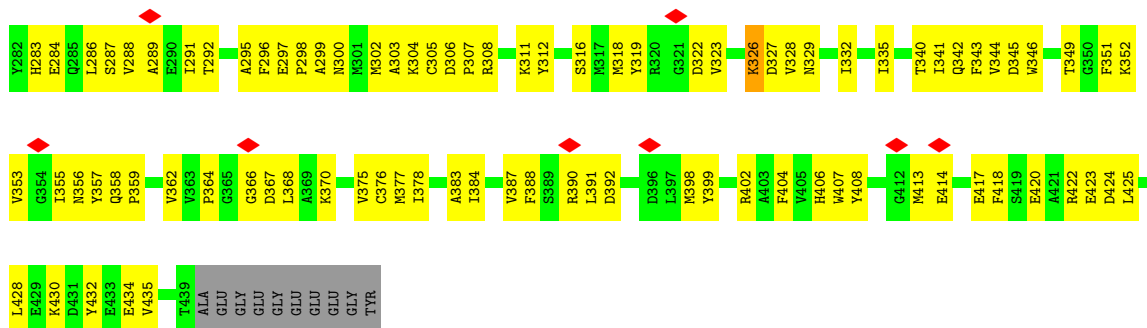 Y282 H283 E284 Q285 L286 S287 V288 A289 E290 I291 T292 A295 F296 E297 P298 A299 N300 M301 M302 A303 K304 C305 D306 P307 R308 K311 Y312 S316 M317 M318 Y319 R320 G321 D322 V323 K326 D327 V328 N329 I332 I335 T340 I341 Q342 F343 V344 D345 W346 T349 G350 F351 K352
V353 G354 I355 N356 Y357 Q358 P359 V362 V363 P364 G365 G366 D367 L368 A369 K370 V375 C376 M377 I378 A383 I384 V387 F388 S389 R390 L391 D392 D396 L397 M398 Y399 R402 A403 F404 V405 H406 W407 Y408 G412 M413 E414 E417 F418 S419 E420 A421 R422 E423 D424 L425
L428 E429 K430 D431 Y432 E433 E434 V435 T439 ALA GLU GLY GLU GLY GLU GLU GLU GLY TYR